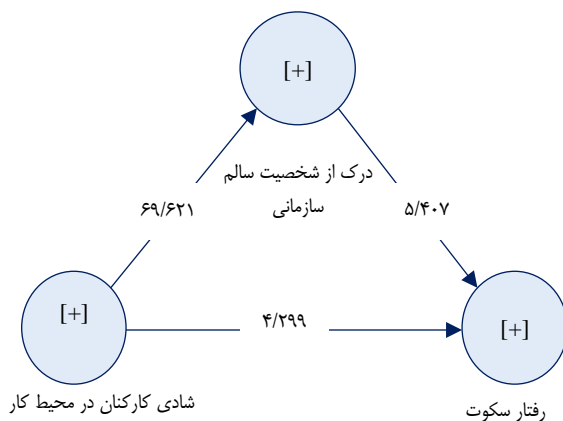 [+]
درک از شخصیت سالم
سازمانی
۶۹/۶۲۱
۵/۴۰۷
[+]
۴/۲۹۹
[+]
شادی کارکنان در محیط کار
رفتار سکوت